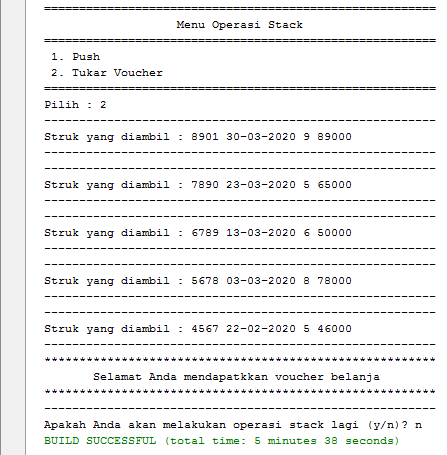 ========================================================
Menu Operasi Stack
========================================================
1. Push
2. Tukar Voucher
========================================================
Pilih : 2
--------------------------------------------------------
Struk yang diambil : 8901 30-03-2020 9 89000
--------------------------------------------------------
--------------------------------------------------------
Struk yang diambil : 7890 23-03-2020 5 65000
--------------------------------------------------------
--------------------------------------------------------
Struk yang diambil : 6789 13-03-2020 6 50000
--------------------------------------------------------
--------------------------------------------------------
Struk yang diambil : 5678 03-03-2020 8 78000
--------------------------------------------------------
--------------------------------------------------------
Struk yang diambil : 4567 22-02-2020 5 46000
--------------------------------------------------------
********************************************************
Selamat Anda mendapatkkan voucher belanja
********************************************************
--------------------------------------------------------
Apakah Anda akan melakukan operasi stack lagi (y/n)? n
BUILD SUCCESSFUL (total time: 5 minutes 38 seconds)